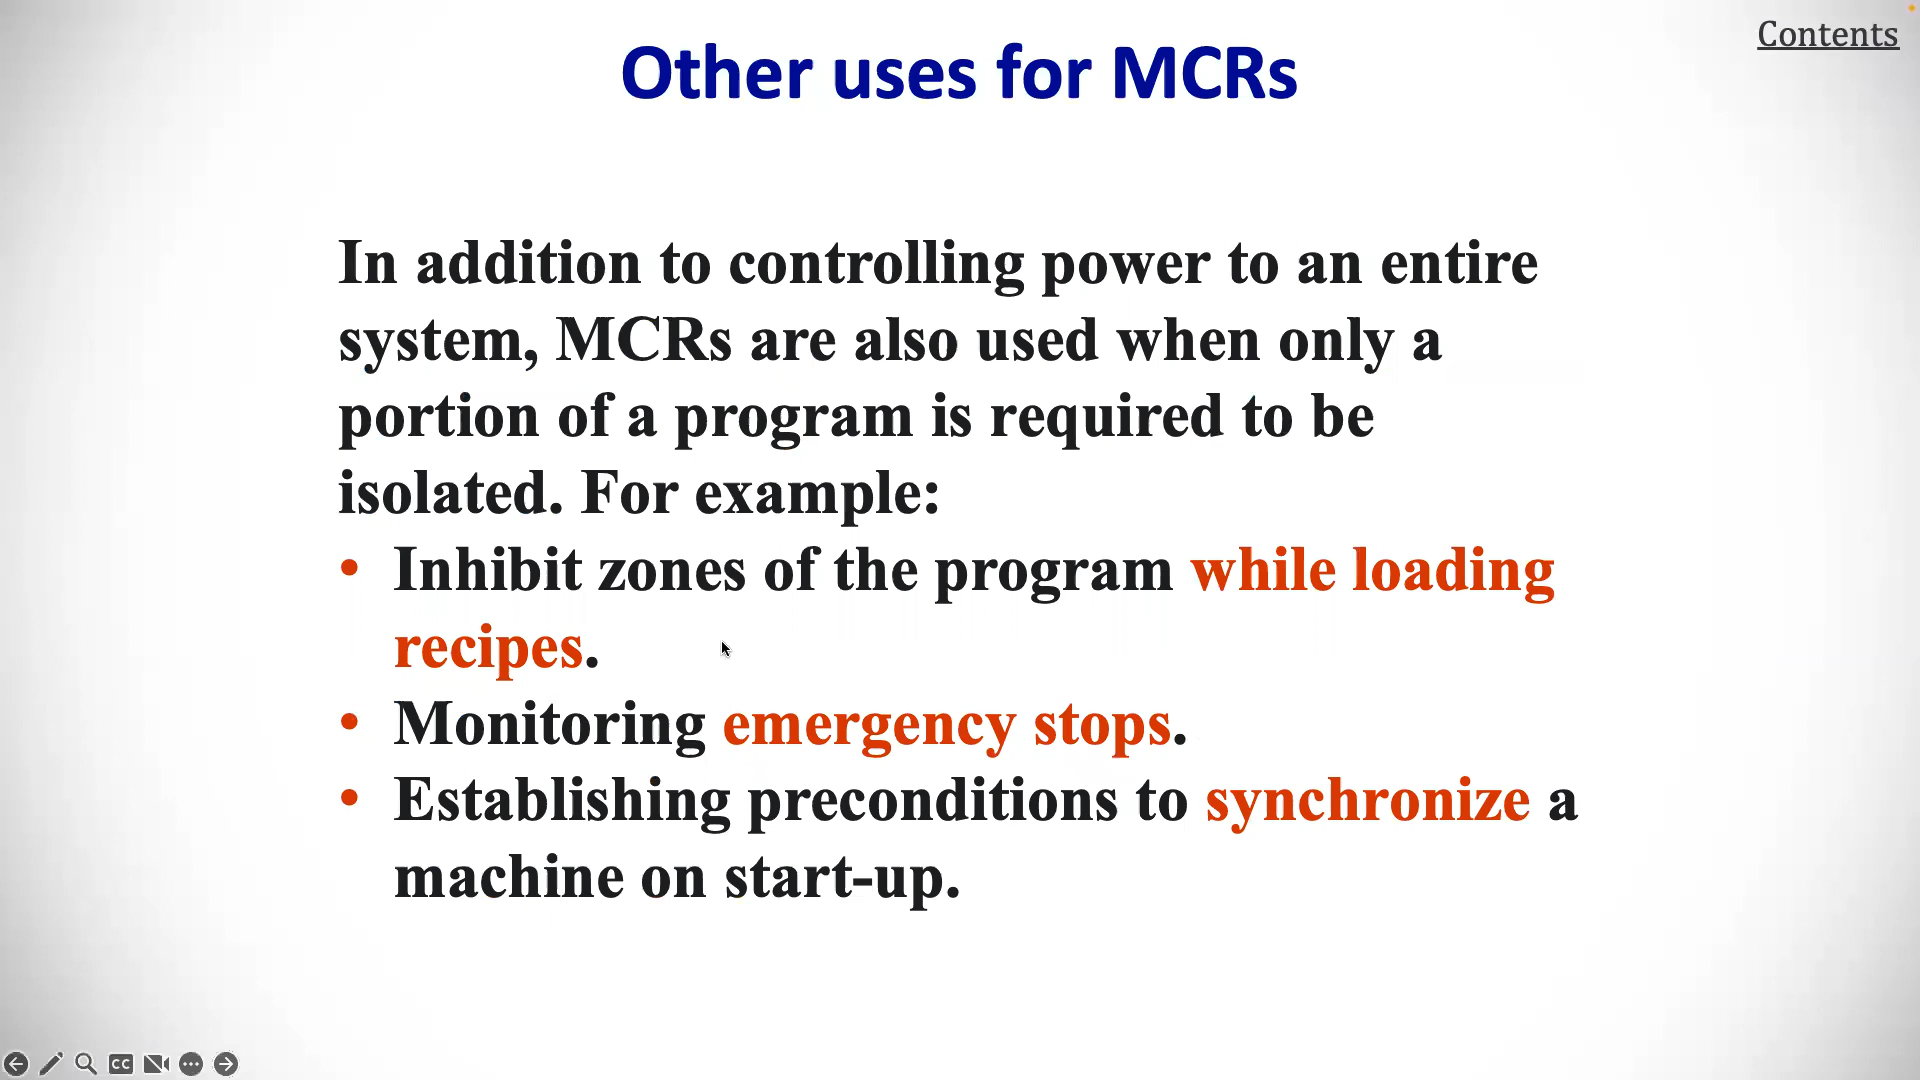 Contents
Other uses for MCRs
In addition to controlling power to an entire
system, MCRs are also used when only a
portion of a program is required to be
isolated. For example:
• Inhibit zones of the program while loading
recipes.
• Monitoring emergency stops.
• Establishing preconditions to synchronize a
machine on start-up.
CC